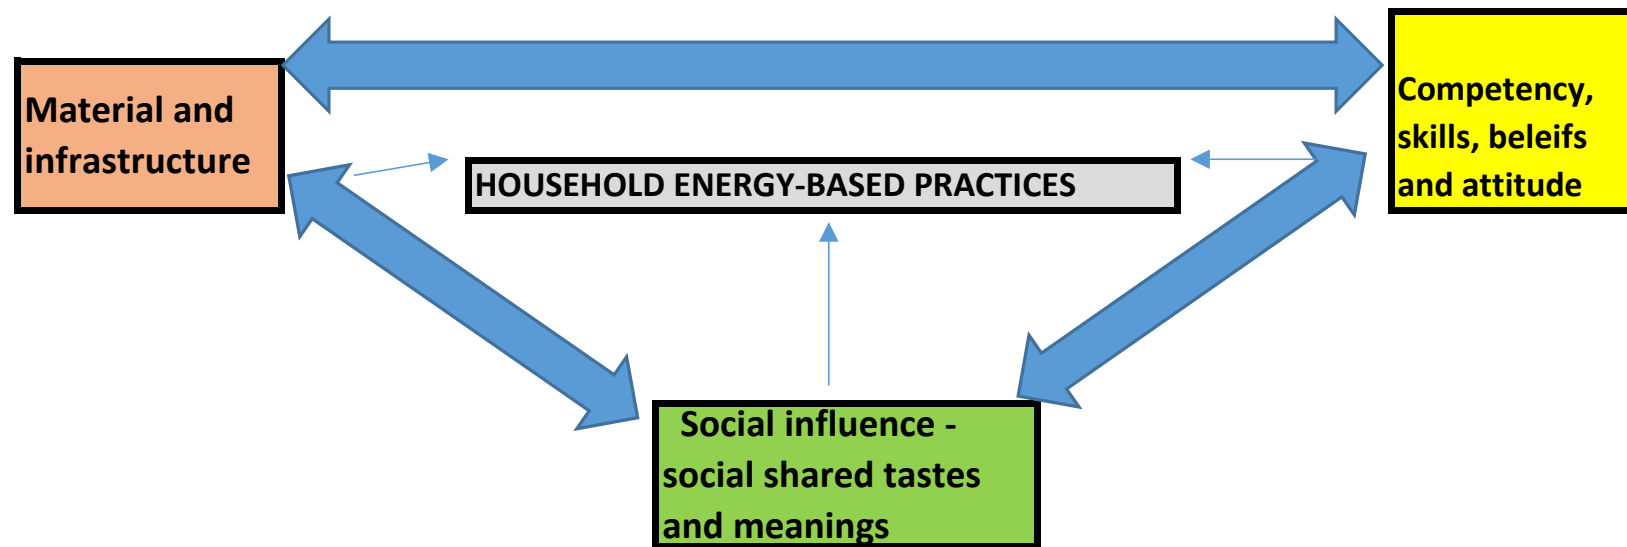 Material and
infrastructure
HOUSEHOLD ENERGY-BASED PRACTICES
Competency,
skills, beleifs
and attitude
Social influence -
social shared tastes
and meanings